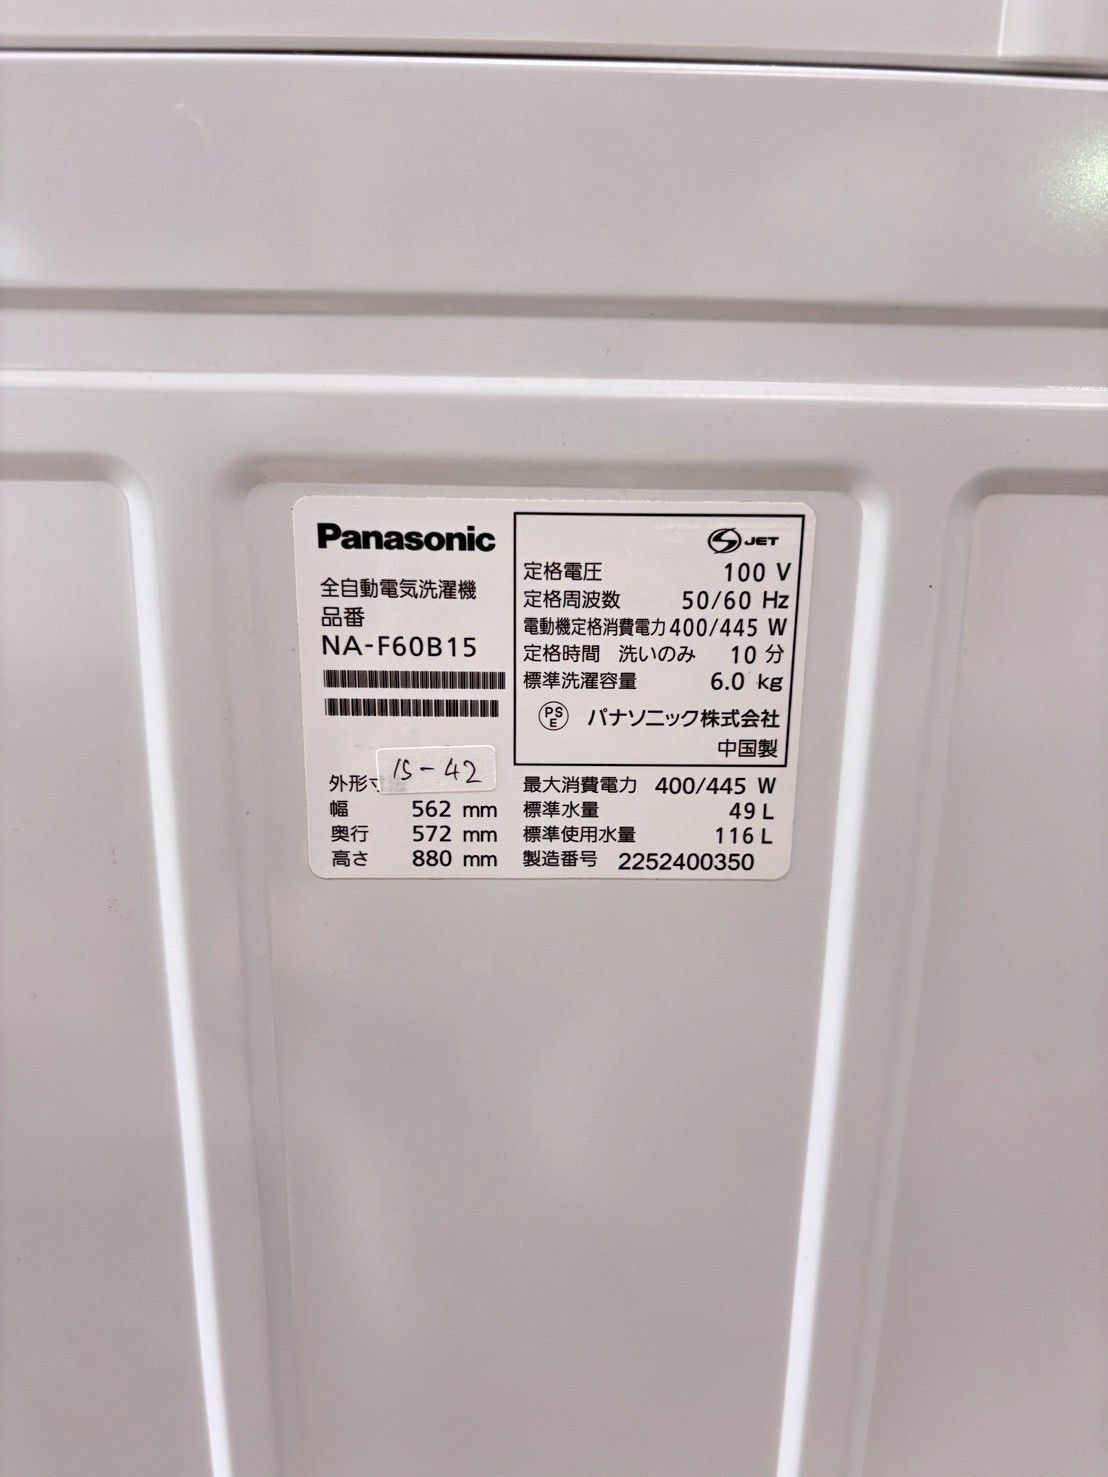 Panasonic
全自動電気洗濯機
品番
NA-F60B15
15-42
外形寸
幅 562 mm
奥行 572 mm
高さ 880 mm
JET
定格電圧 100 V
定格周波数 50/60 Hz
電動機定格消費電力 400/445 W
定格時間 洗いのみ 10 分
標準洗濯容量 6.0 kg
PSE パナソニック株式会社
中国製
最大消費電力 400/445 W
標準水量 49 L
標準使用水量 116 L
製造番号 2252400350